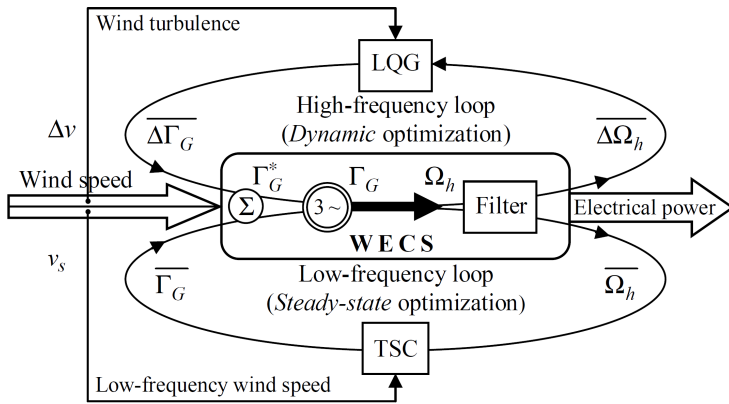 Wind turbulence
LQG
High-frequency loop
(Dynamic optimization)
Δv
ΔΓ_G
ΔΩ_h
Wind speed
Γ*_G
Γ_G
Ω_h
Σ
3 ~
Filter
Electrical power
W E C S
v_s
Γ_G
Low-frequency loop
(Steady-state optimization)
Ω_h
TSC
Low-frequency wind speed